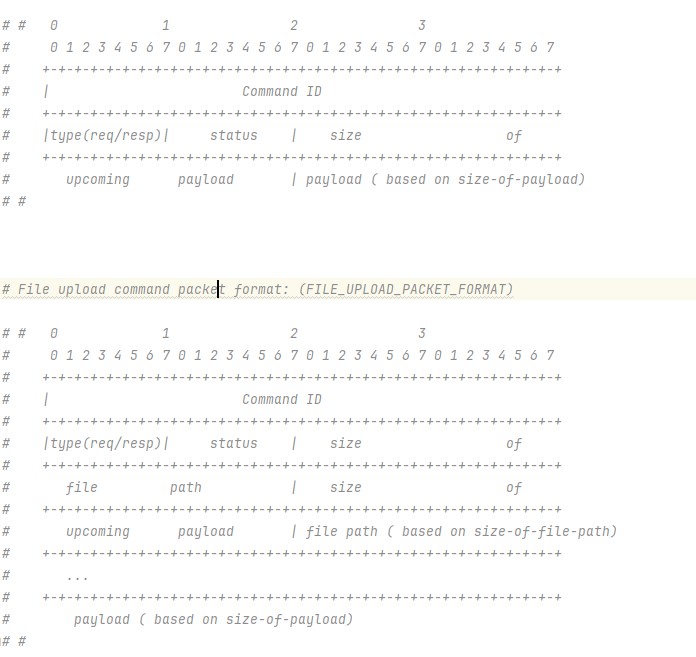 # #   0             1               2               3
#     0 1 2 3 4 5 6 7 0 1 2 3 4 5 6 7 0 1 2 3 4 5 6 7 0 1 2 3 4 5 6 7
#    +-+-+-+-+-+-+-+-+-+-+-+-+-+-+-+-+-+-+-+-+-+-+-+-+-+-+-+-+-+-+-+-+
#    |                        Command ID
#    +-+-+-+-+-+-+-+-+-+-+-+-+-+-+-+-+-+-+-+-+-+-+-+-+-+-+-+-+-+-+-+-+
#    |type(req/resp)|     status    |    size                  of
#    +-+-+-+-+-+-+-+-+-+-+-+-+-+-+-+-+-+-+-+-+-+-+-+-+-+-+-+-+-+-+-+-+
#       upcoming      payload       | payload ( based on size-of-payload)
# #
# File upload command packet format: (FILE_UPLOAD_PACKET_FORMAT)
# #   0             1               2               3
#     0 1 2 3 4 5 6 7 0 1 2 3 4 5 6 7 0 1 2 3 4 5 6 7 0 1 2 3 4 5 6 7
#    +-+-+-+-+-+-+-+-+-+-+-+-+-+-+-+-+-+-+-+-+-+-+-+-+-+-+-+-+-+-+-+-+
#    |                        Command ID
#    +-+-+-+-+-+-+-+-+-+-+-+-+-+-+-+-+-+-+-+-+-+-+-+-+-+-+-+-+-+-+-+-+
#    |type(req/resp)|     status    |    size                  of
#    +-+-+-+-+-+-+-+-+-+-+-+-+-+-+-+-+-+-+-+-+-+-+-+-+-+-+-+-+-+-+-+-+
#       file         path           |    size                  of
#    +-+-+-+-+-+-+-+-+-+-+-+-+-+-+-+-+-+-+-+-+-+-+-+-+-+-+-+-+-+-+-+-+
#       upcoming      payload       | file path ( based on size-of-file-path)
#    +-+-+-+-+-+-+-+-+-+-+-+-+-+-+-+-+-+-+-+-+-+-+-+-+-+-+-+-+-+-+-+-+
#       ...
#    +-+-+-+-+-+-+-+-+-+-+-+-+-+-+-+-+-+-+-+-+-+-+-+-+-+-+-+-+-+-+-+-+
#        payload ( based on size-of-payload)
# #